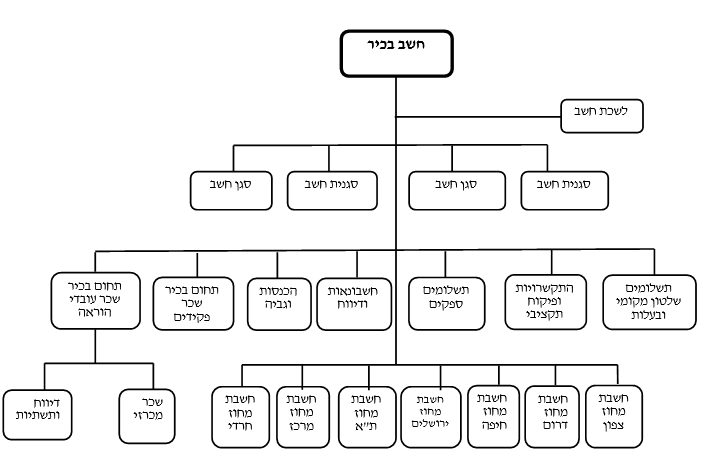 חשב בכיר
לשכת חשב
סגנית חשב
סגן חשב
סגנית חשב
סגן חשב
תשלומים
שלטון מקומי
ובעלות
התקשרויות
ופיקוח
תקציבי
תשלומים
ספקים
חשבונאות
ודיווח
הכנסות
וגביה
תחום בכיר
שכר
פקידים
תחום בכיר
שכר עובדי
הוראה
חשבת
מחוז
צפון
חשבת
מחוז
דרום
חשבת
מחוז
חיפה
חשבת
מחוז
ירושלים
חשבת
מחוז
ת"א
חשבת
מחוז
מרכז
חשבת
מחוז
חרדי
שכר
מכרזי
דיווח
ותשתיות